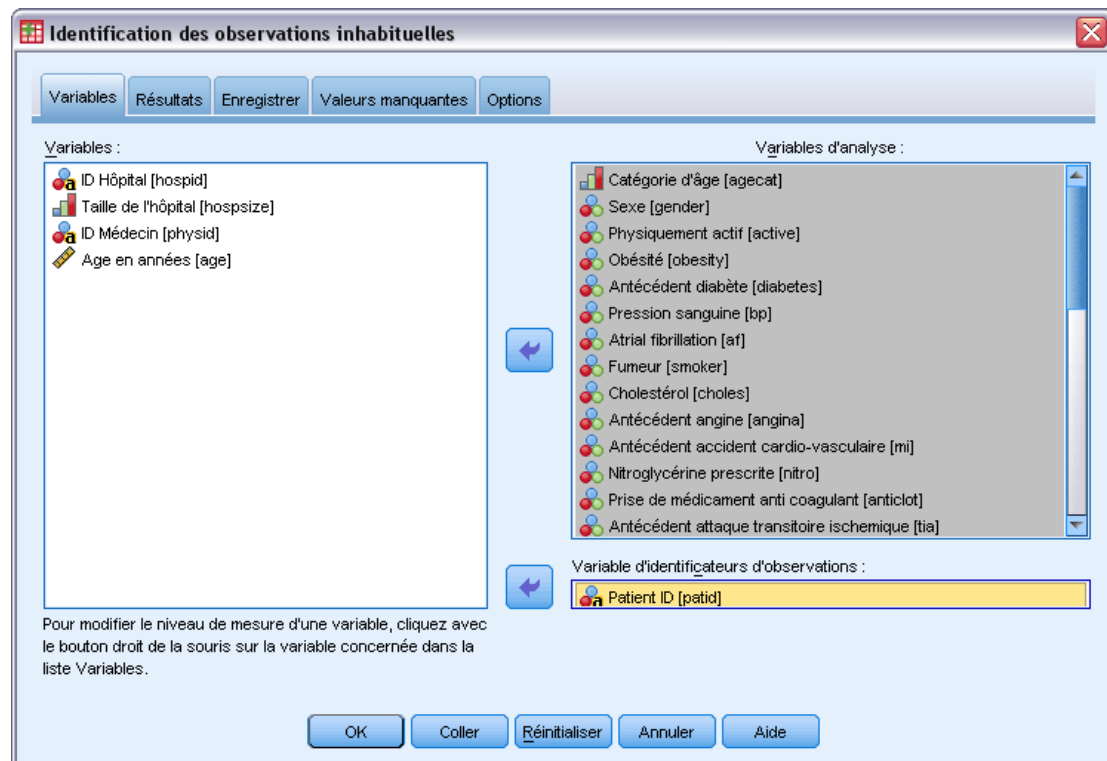 Identification des observations inhabituelles
Variables
Résultats
Enregistrer
Valeurs manquantes
Options
Variables :
ID Hôpital [hospid]
Taille de l'hôpital [hospsize]
ID Médecin [physid]
Age en années [age]
Pour modifier le niveau de mesure d'une variable, cliquez avec
le bouton droit de la souris sur la variable concernée dans la
liste Variables.
Variables d'analyse :
Catégorie d'âge [agecat]
Sexe [gender]
Physiquement actif [active]
Obésité [obesity]
Antécédent diabète [diabetes]
Pression sanguine [bp]
Atrial fibrillation [af]
Fumeur [smoker]
Cholestérol [choles]
Antécédent angine [angina]
Antécédent accident cardio-vasculaire [mi]
Nitroglycérine prescrite [nitro]
Prise de médicament anti coagulant [anticlot]
Antécédent attaque transitoire ischemique [tia]
Variable d'identificateurs d'observations :
Patient ID [patid]
OK
Coller
Réinitialiser
Annuler
Aide